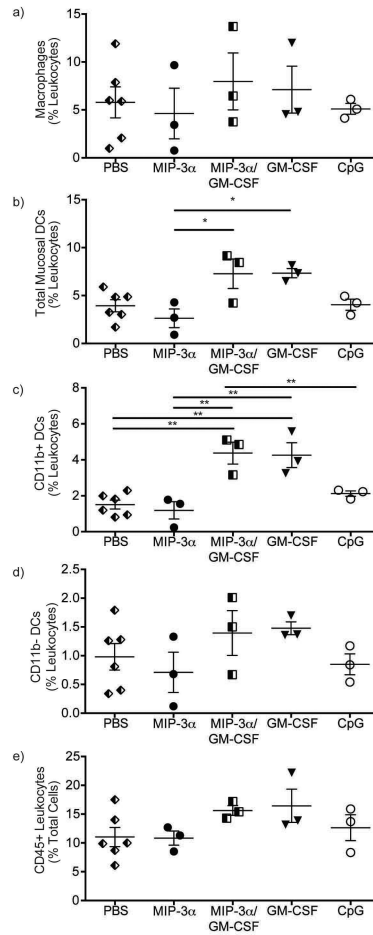 a)
Macrophages
(% Leukocytes)
15
10
5
0
PBS MIP-3α MIP-3α/ GM-CSF CpG
GM-CSF
b)
Total Mucosal DCs
(% Leukocytes)
15
10
5
0
*
*
PBS MIP-3α MIP-3α/ GM-CSF CpG
GM-CSF
c)
CD11b+ DCs
(% Leukocytes)
8
6
4
2
0
**
**
**
**
**
PBS MIP-3α MIP-3α/ GM-CSF CpG
GM-CSF
d)
CD11b- DCs
(% Leukocytes)
2.5
2.0
1.5
1.0
0.5
0.0
PBS MIP-3α MIP-3α/ GM-CSF CpG
GM-CSF
e)
CD45+ Leukocytes
(% Total Cells)
25
20
15
10
5
0
PBS MIP-3α MIP-3α/ GM-CSF CpG
GM-CSF